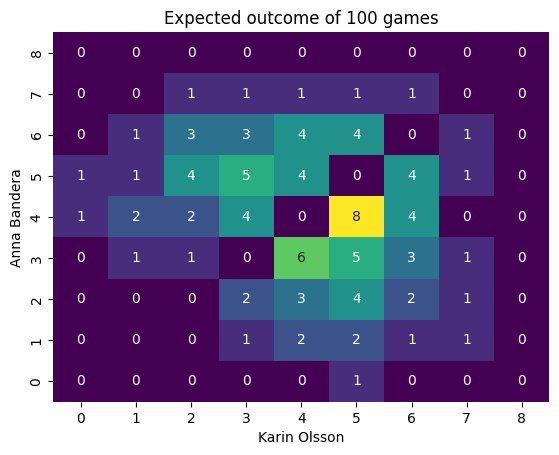 Expected outcome of 100 games
Anna Bandera
8 0 0 0 0 0 0 0 0 0
7 0 0 1 1 1 1 1 0 0
6 0 1 3 3 4 4 0 1 0
5 1 1 4 5 4 0 4 1 0
4 1 2 2 4 0 8 4 0 0
3 0 1 1 0 6 5 3 1 0
2 0 0 0 2 3 4 2 1 0
1 0 0 0 1 2 2 1 1 0
0 0 0 0 0 0 1 0 0 0
0 1 2 3 4 5 6 7 8
Karin Olsson